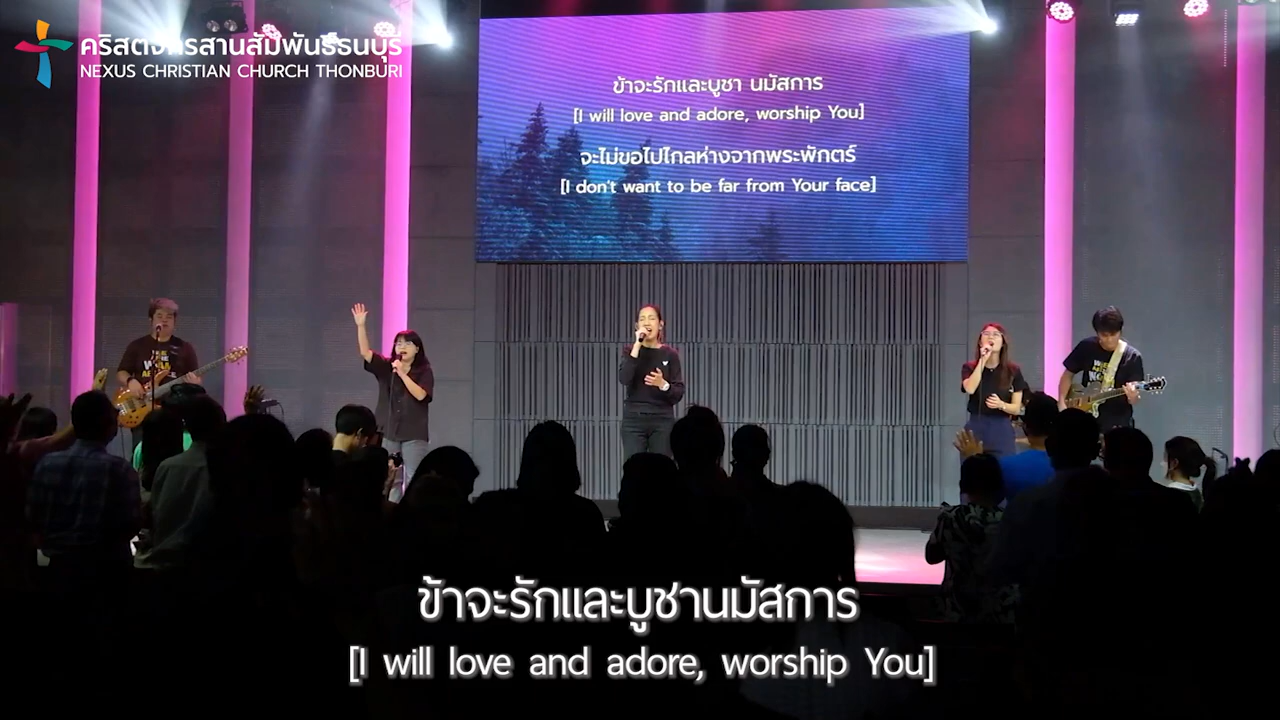 คริสตจักรสานสัมพันธ์ธนบุรี
NEXUS CHRISTIAN CHURCH THONBURI
ข้าจะรักและบูชา นมัสการ
[I will love and adore, worship You]
จะไม่ขอไปไกลห่างจากพระพักตร์
[I don't want to be far from Your face]
ข้าจะรักและบูชานมัสการ
[I will love and adore, worship You]